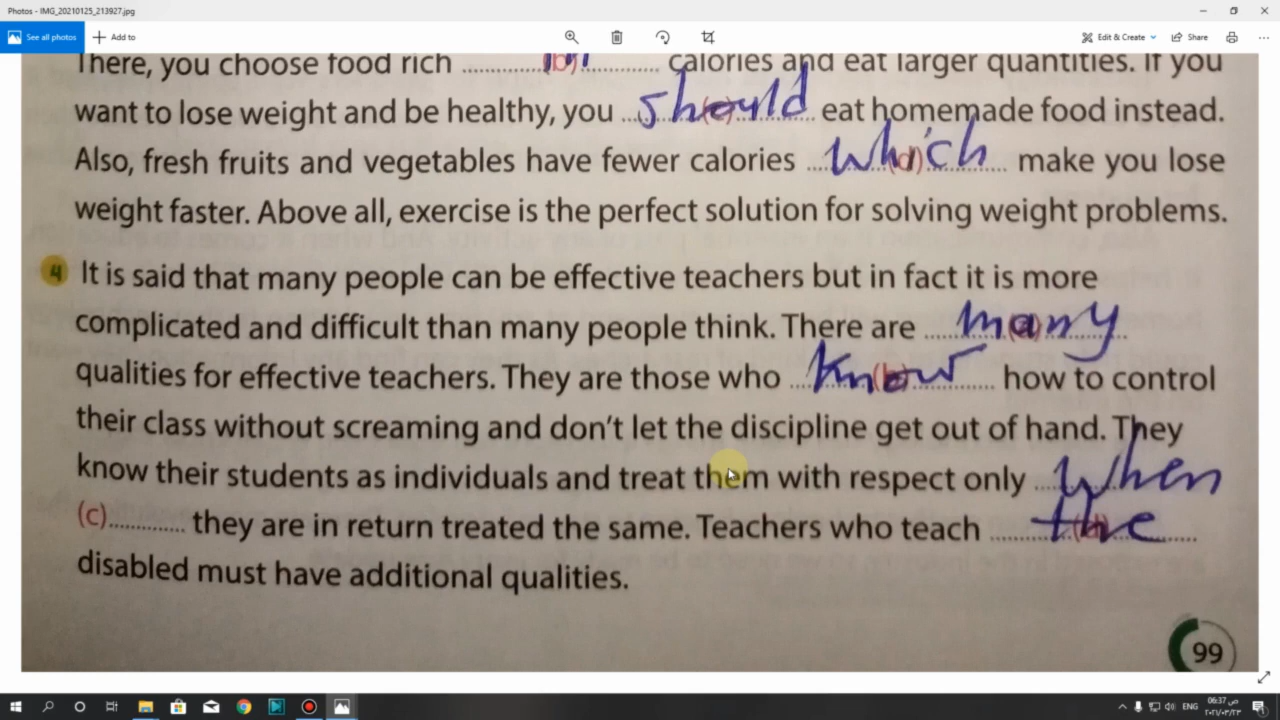 Photos - IMG_20210125_213927.jpg
See all photos + Add to Edit & Create Share
There, you choose food rich ....in (b).... calories and eat larger quantities. If you
want to lose weight and be healthy, you ....should (c).... eat homemade food instead.
Also, fresh fruits and vegetables have fewer calories ....which (d).... make you lose
weight faster. Above all, exercise is the perfect solution for solving weight problems.
4 It is said that many people can be effective teachers but in fact it is more
complicated and difficult than many people think. There are ....many (a)....
qualities for effective teachers. They are those who ....know (b).... how to control
their class without screaming and don't let the discipline get out of hand. They
know their students as individuals and treat them with respect only ....when
(c).... they are in return treated the same. Teachers who teach ....the (d)....
disabled must have additional qualities.
99
ENG ص 06:37
٢٠٢١/٠٣/٢٣